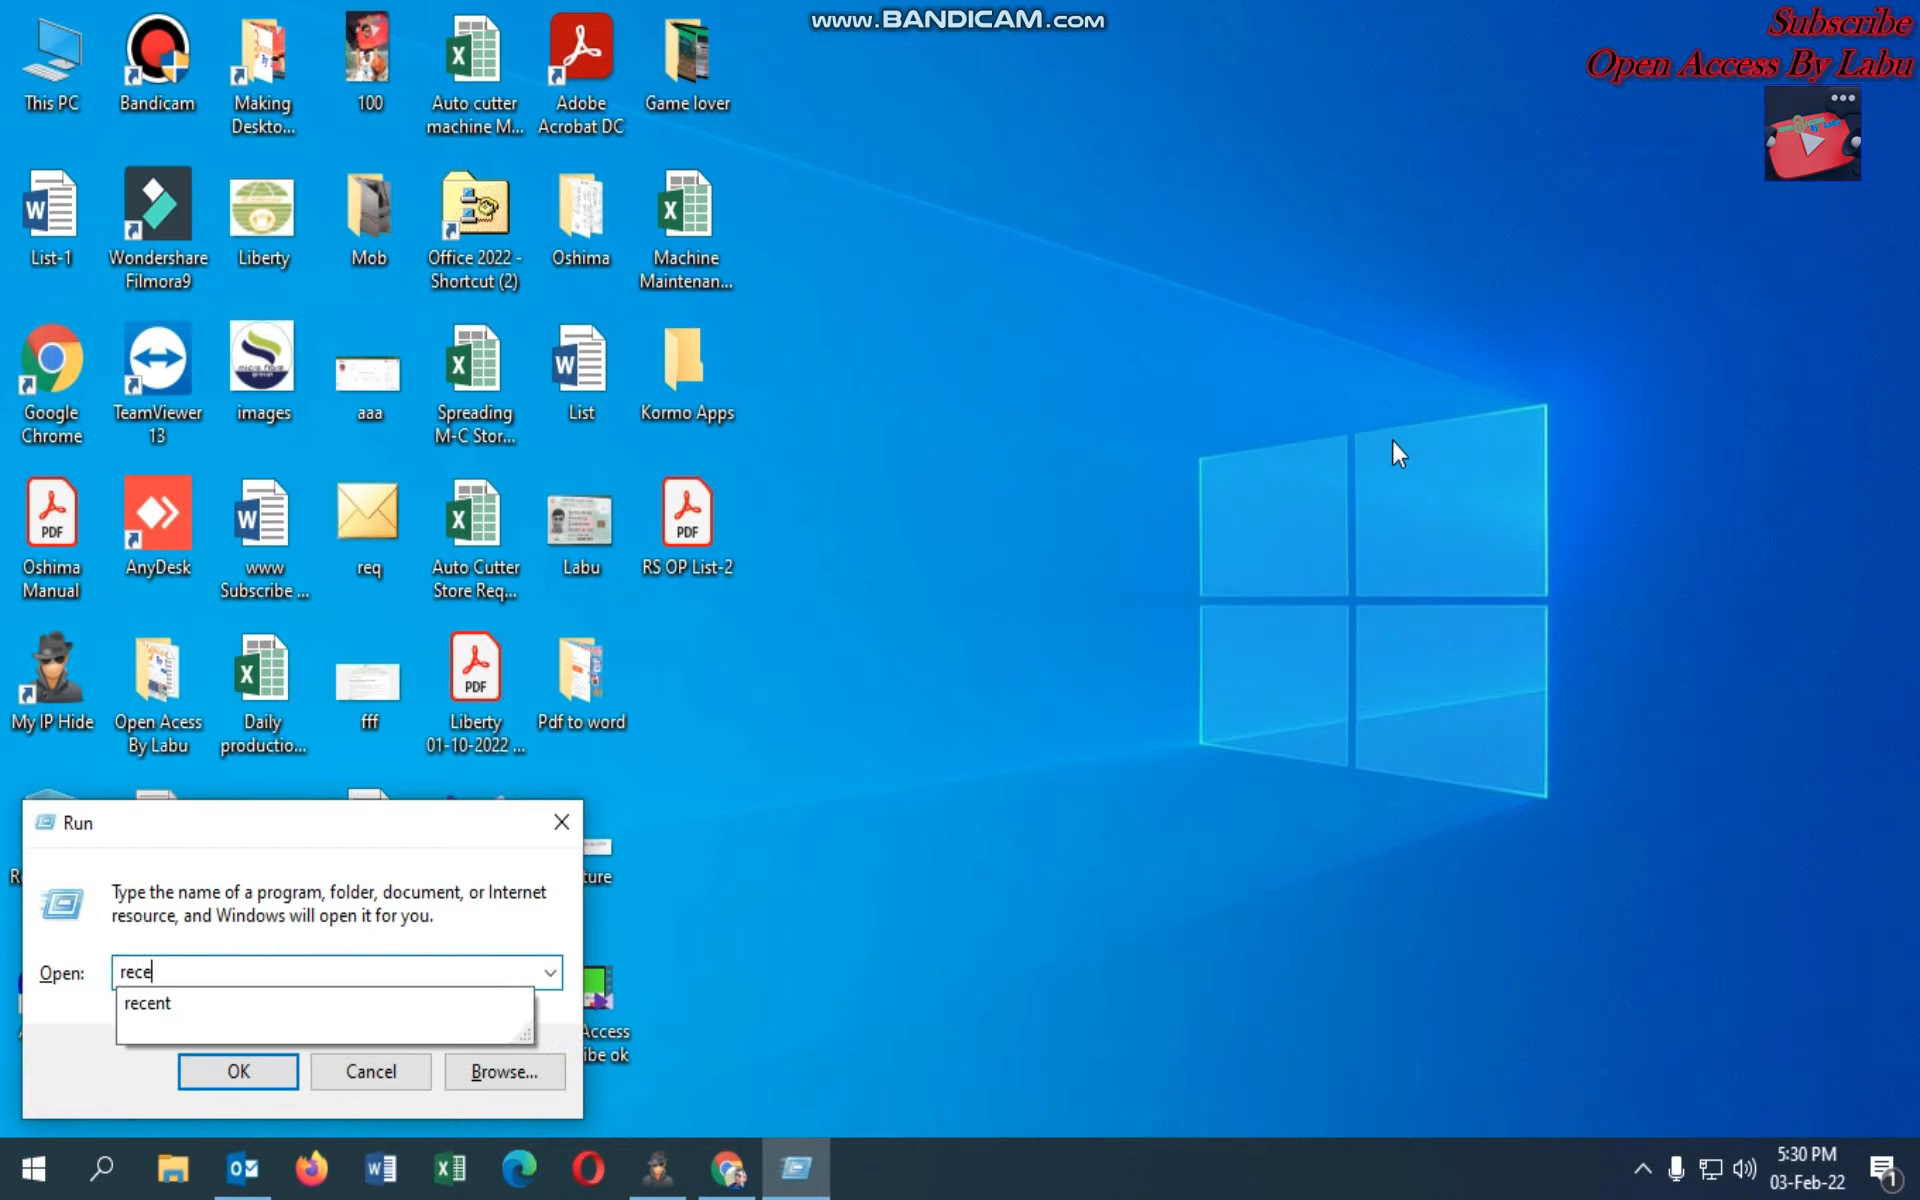 www.BANDICAM.com
Subscribe
Open Access By Labu
This PC
Bandicam
Making
Deskto...
100
Auto cutter
machine M...
Adobe
Acrobat DC
Game lover
List-1
Wondershare
Filmora9
Liberty
Mob
Office 2022 -
Shortcut (2)
Oshima
Machine
Maintenan...
Google
Chrome
TeamViewer
13
images
aaa
Spreading
M-C Stor...
List
Kormo Apps
Oshima
Manual
AnyDesk
www
Subscribe ...
req
Auto Cutter
Store Req...
Labu
RS OP List-2
My IP Hide
Open Acess
By Labu
Daily
productio...
fff
Liberty
01-10-2022 ...
Pdf to word
Run
Type the name of a program, folder, document, or Internet
resource, and Windows will open it for you.
Open:
rece
recent
OK
Cancel
Browse...
ture
Access
ibe ok
5:30 PM
03-Feb-22
1